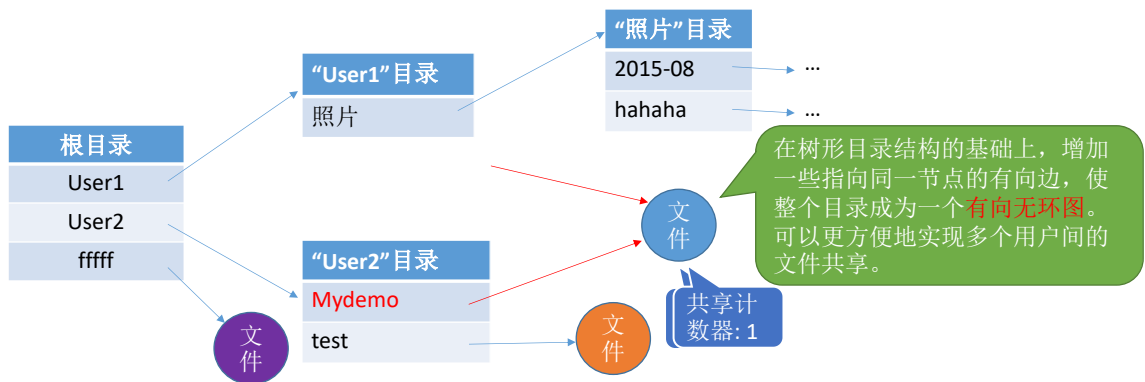 “照片”目录
2015-08
...
hahaha
...
“User1”目录
照片
根目录
User1
User2
fffff
在树形目录结构的基础上，增加
一些指向同一节点的有向边，使
整个目录成为一个有向无环图。
可以更方便地实现多个用户间的
文件共享。
文
件
“User2”目录
Mydemo
test
共享计
数器: 1
文
件
文
件